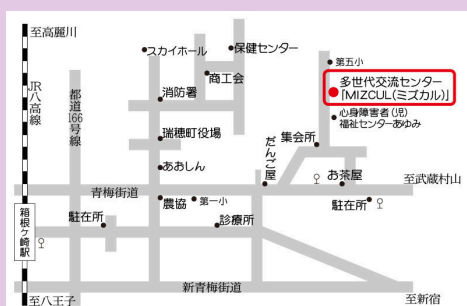 至高麗川
JR八高線
都道166号線
スカイホール
保健センター
商工会
消防署
瑞穂町役場
あおしん
青梅街道
農協
第一小
診療所
だんご屋
集会所
第五小
多世代交流センター
「MIZCUL(ミズカル)」
心身障害者(児)
福祉センターあゆみ
お茶屋
至武蔵村山
駐在所
箱根ヶ崎駅
駐在所
新青梅街道
至八王子
至新宿